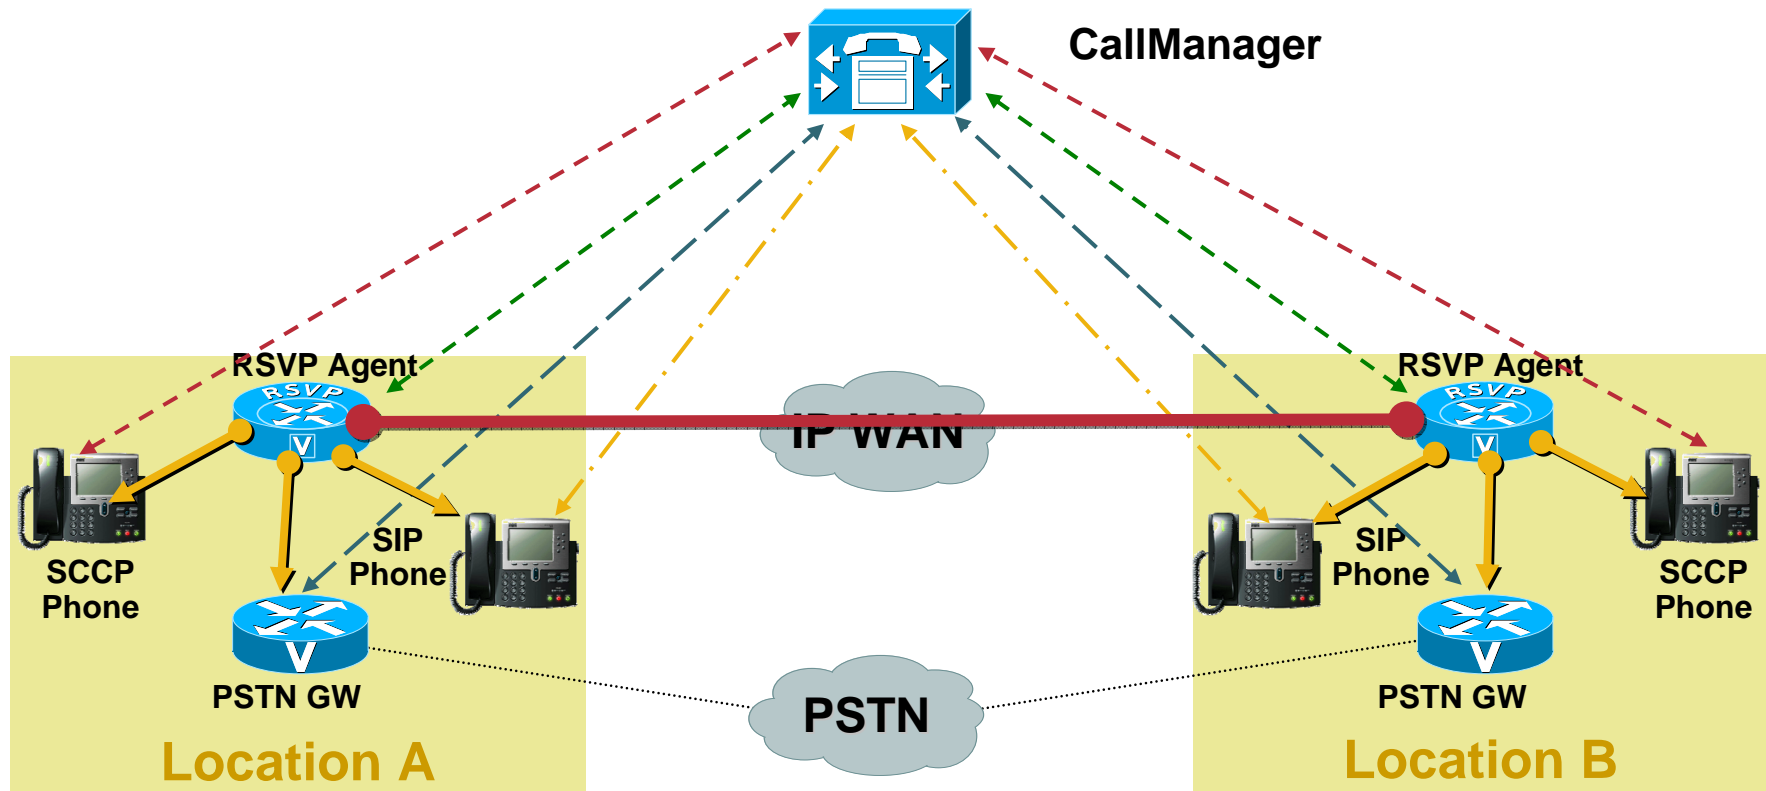 CallManager
RSVP Agent
RSVP
V
RSVP Agent
RSVP
V
IP WAN
SCCP
Phone
SIP
Phone
SIP
Phone
SCCP
Phone
V
PSTN GW
V
PSTN GW
PSTN
Location A
Location B